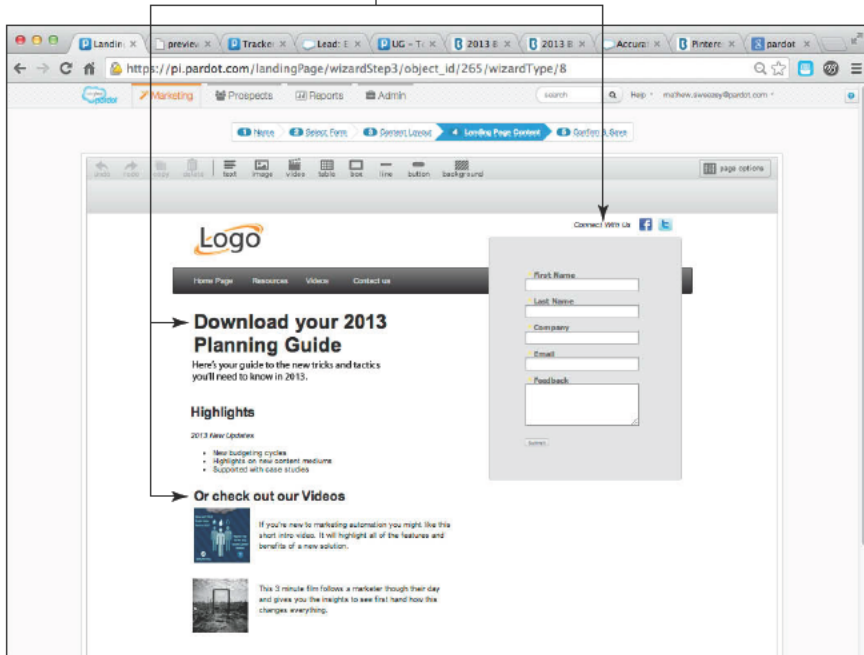 Landin
preview
Tracke
Lead: E
UG - T
2013 E
2013 E
Accura
Pinteres
pardot
https://pi.pardot.com/landingPage/wizardStep3/object_id/265/wizardType/8
pardot
Marketing
Prospects
Reports
Admin
search
Help
mathew.sweezey@pardot.com
1 Name
2 Select Form
3 Content Layout
4 Landing Page Content
5 Confirm & Save
undo
redo
copy
delete
text
image
video
table
box
line
button
background
page options
Logo
Connect With Us
Home Page
Resources
Videos
Contact us
First Name
Last Name
Company
Email
Feedback
Submit
Download your 2013
Planning Guide
Here's your guide to the new tricks and tactics
you'll need to know in 2013.
Highlights
2013 New Updates
New budgeting cycles
Highlights on new content mediums
Supported with case studies
Or check out our Videos
If you're new to marketing automation you might like this
short intro video. It will highlight all of the features and
benefits of a new solution.
This 3 minute film follows a marketer though their day
and gives you the insights to see first hand how this
changes everything.